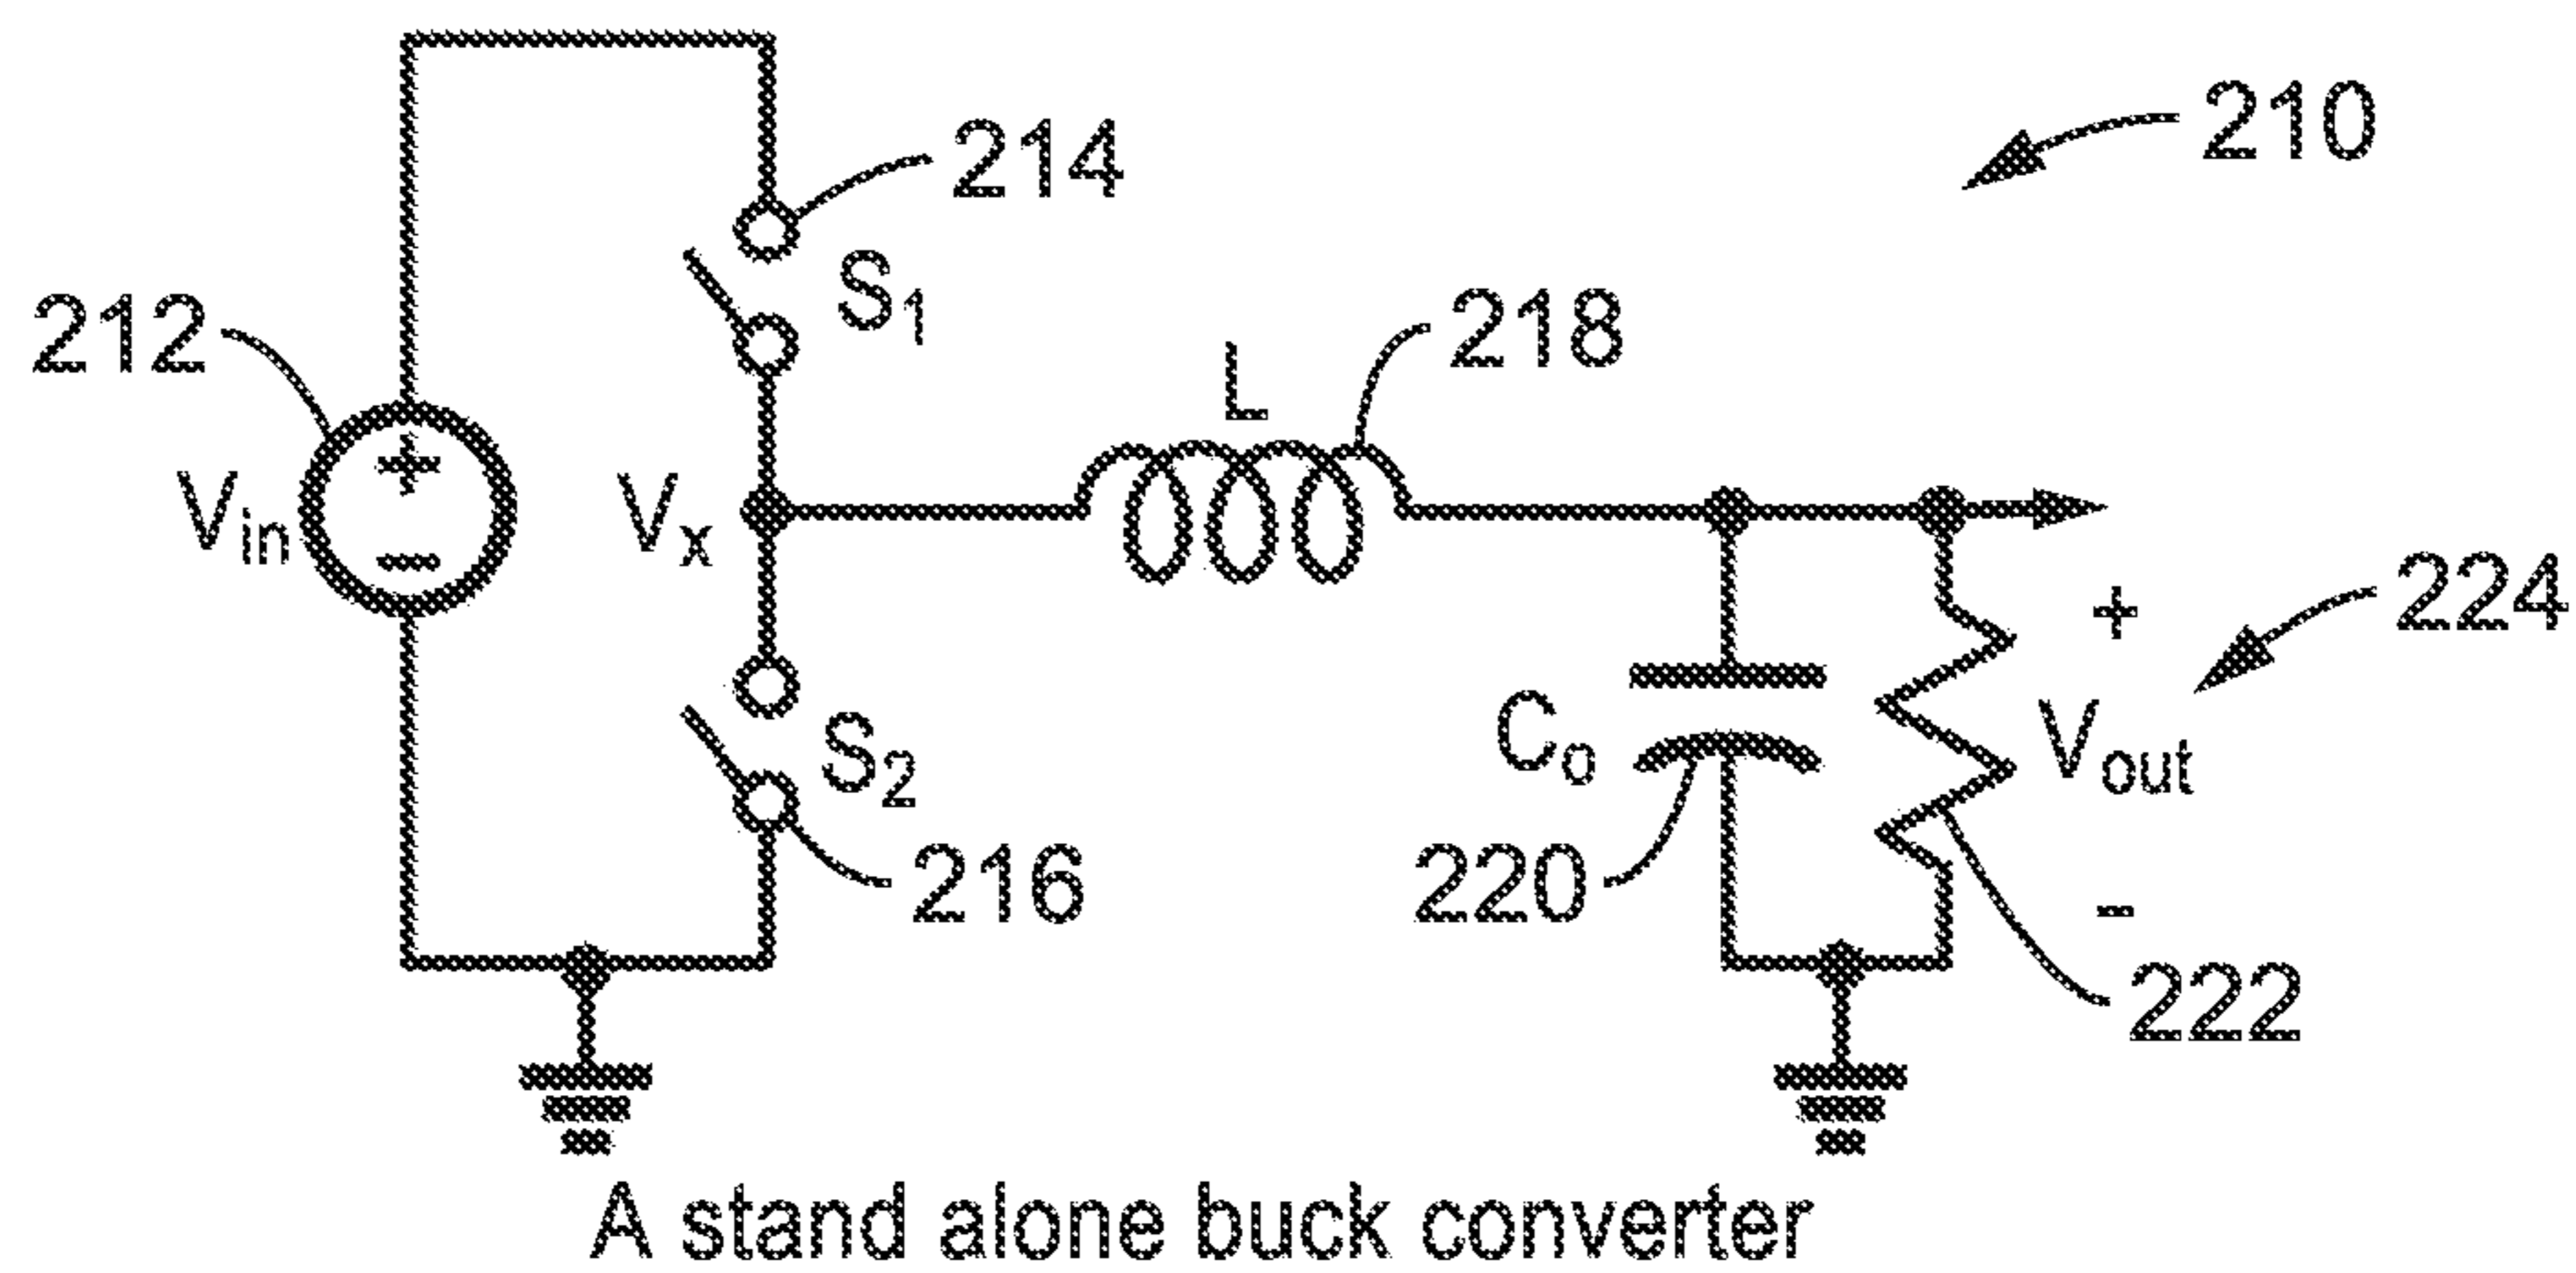 214
210
S1
212
L
218
Vin
+
−
Vx
+
224
S2
Co
Vout
216
220
-
222
A stand alone buck converter